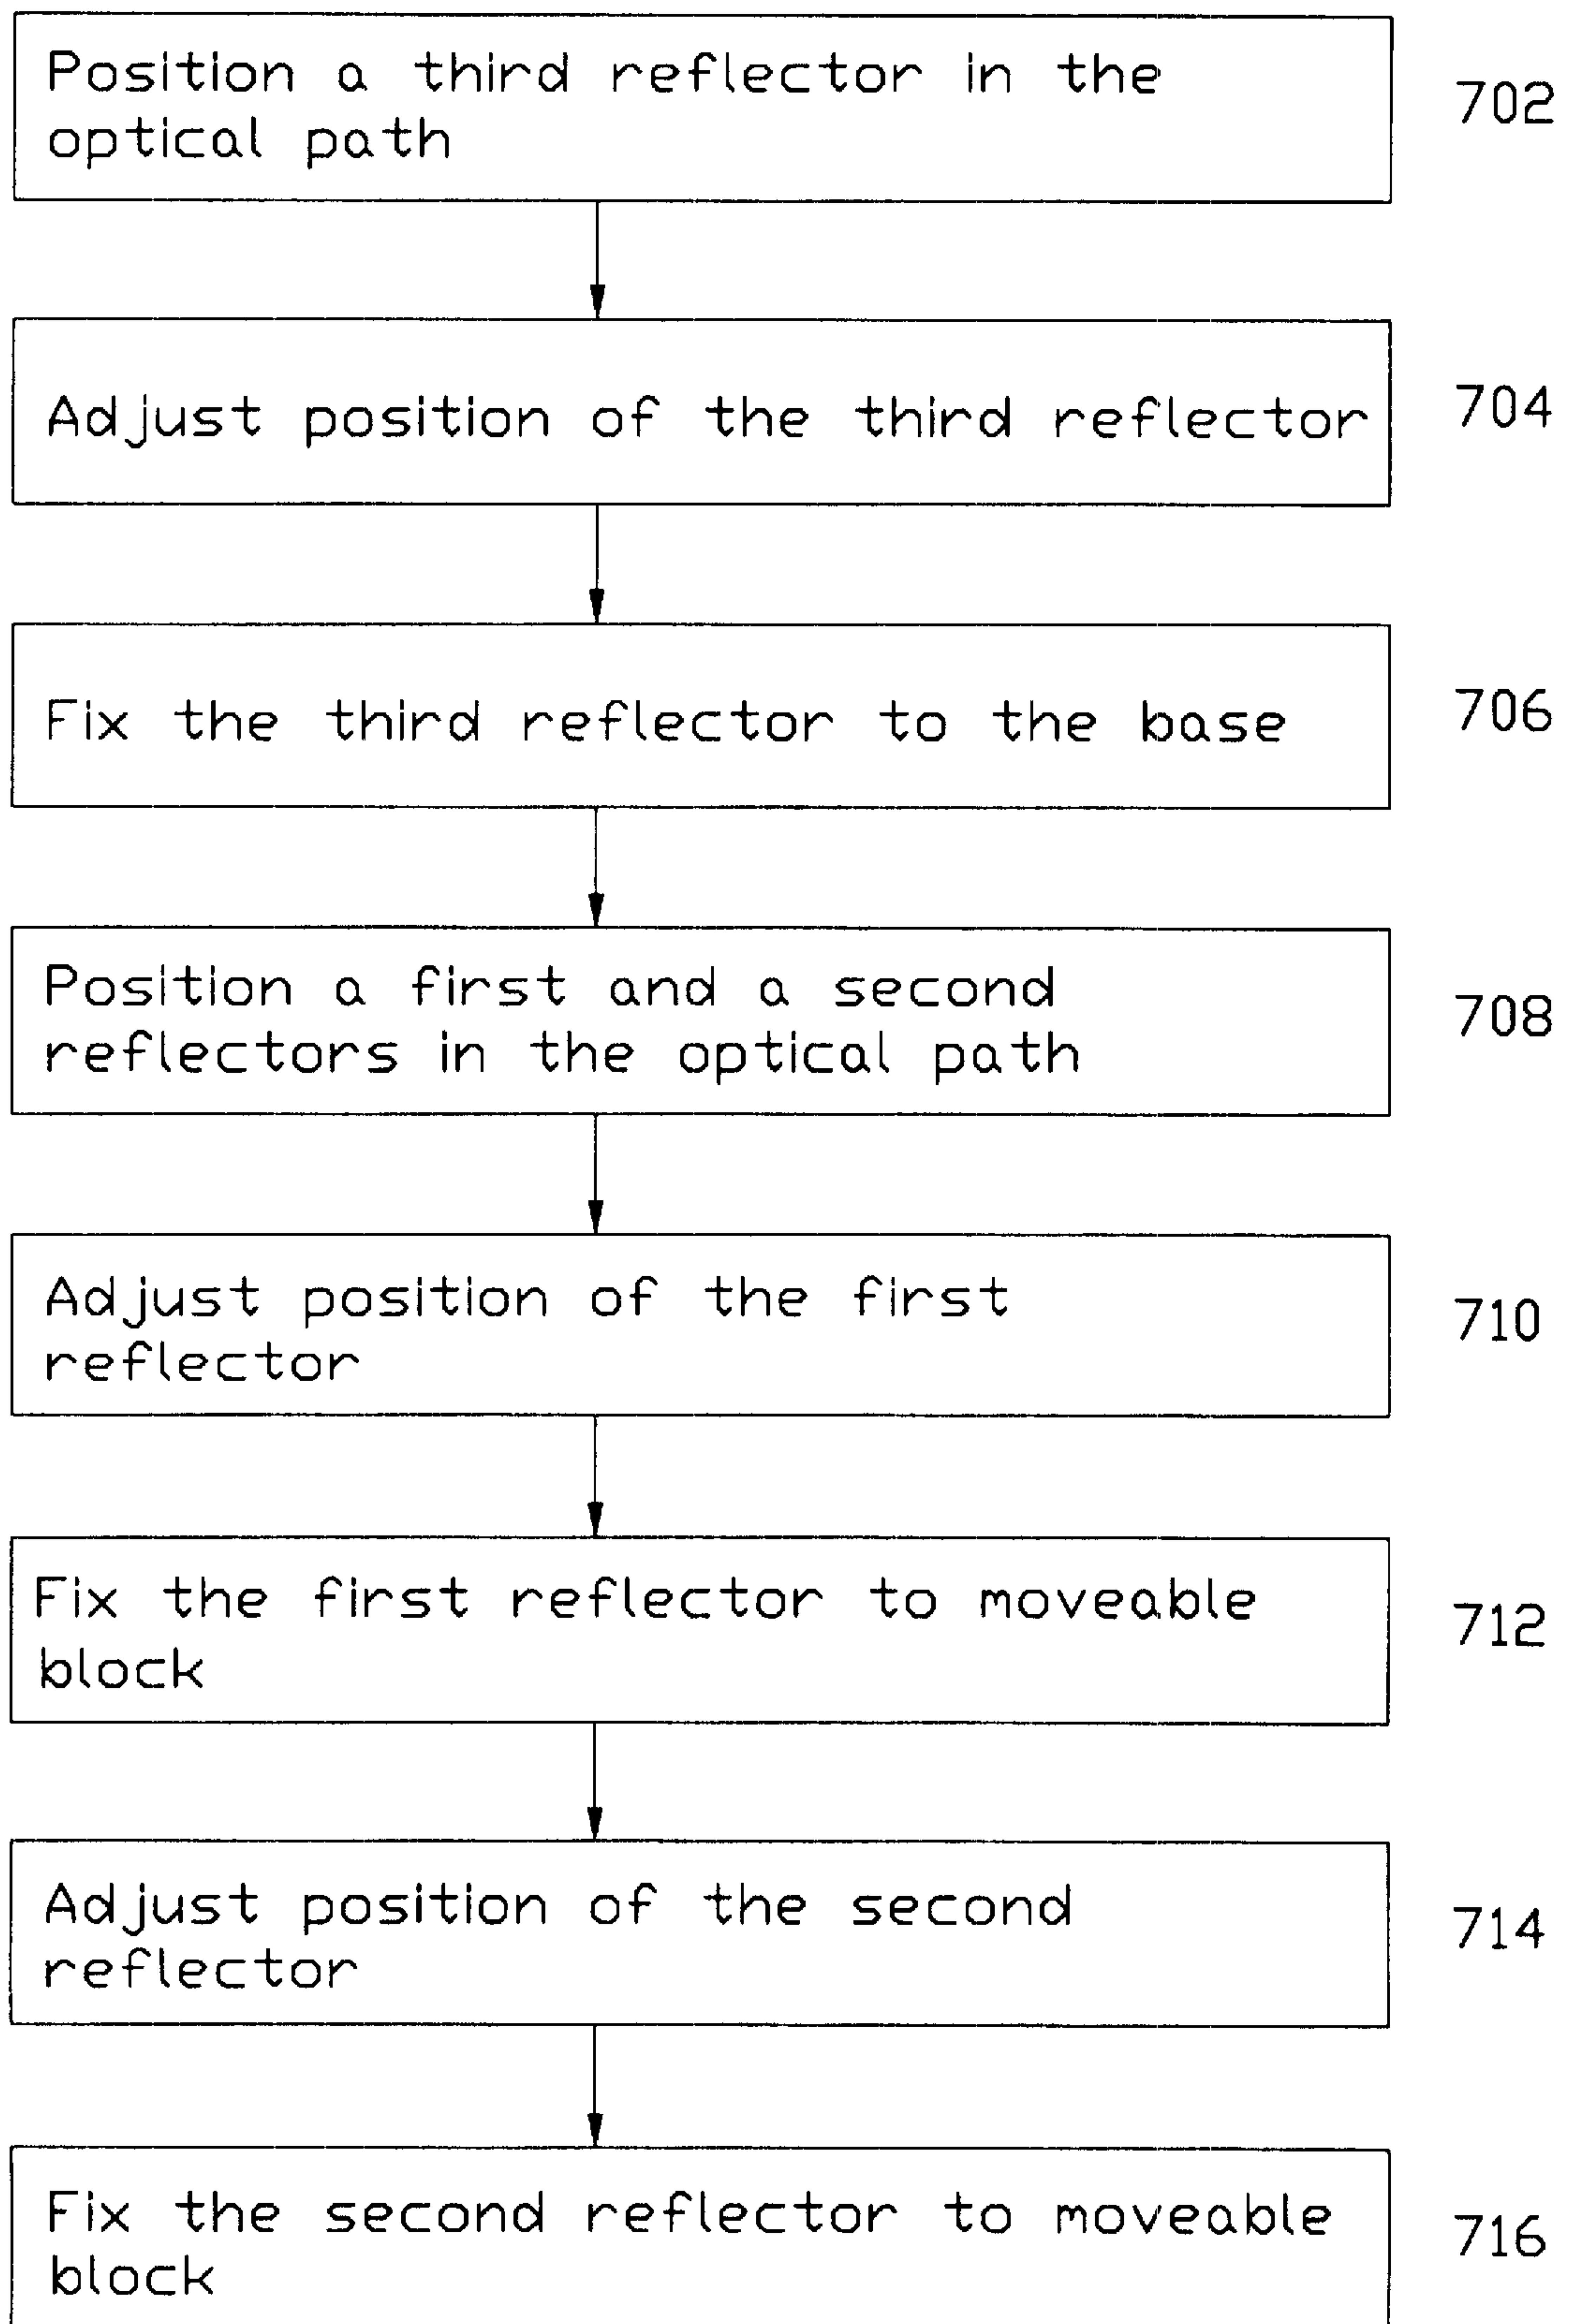 Position a third reflector in the
optical path
702
Adjust position of the third reflector
704
Fix the third reflector to the base
706
Position a first and a second
reflectors in the optical path
708
Adjust position of the first
reflector
710
Fix the first reflector to moveable
block
712
Adjust position of the second
reflector
714
Fix the second reflector to moveable
block
716